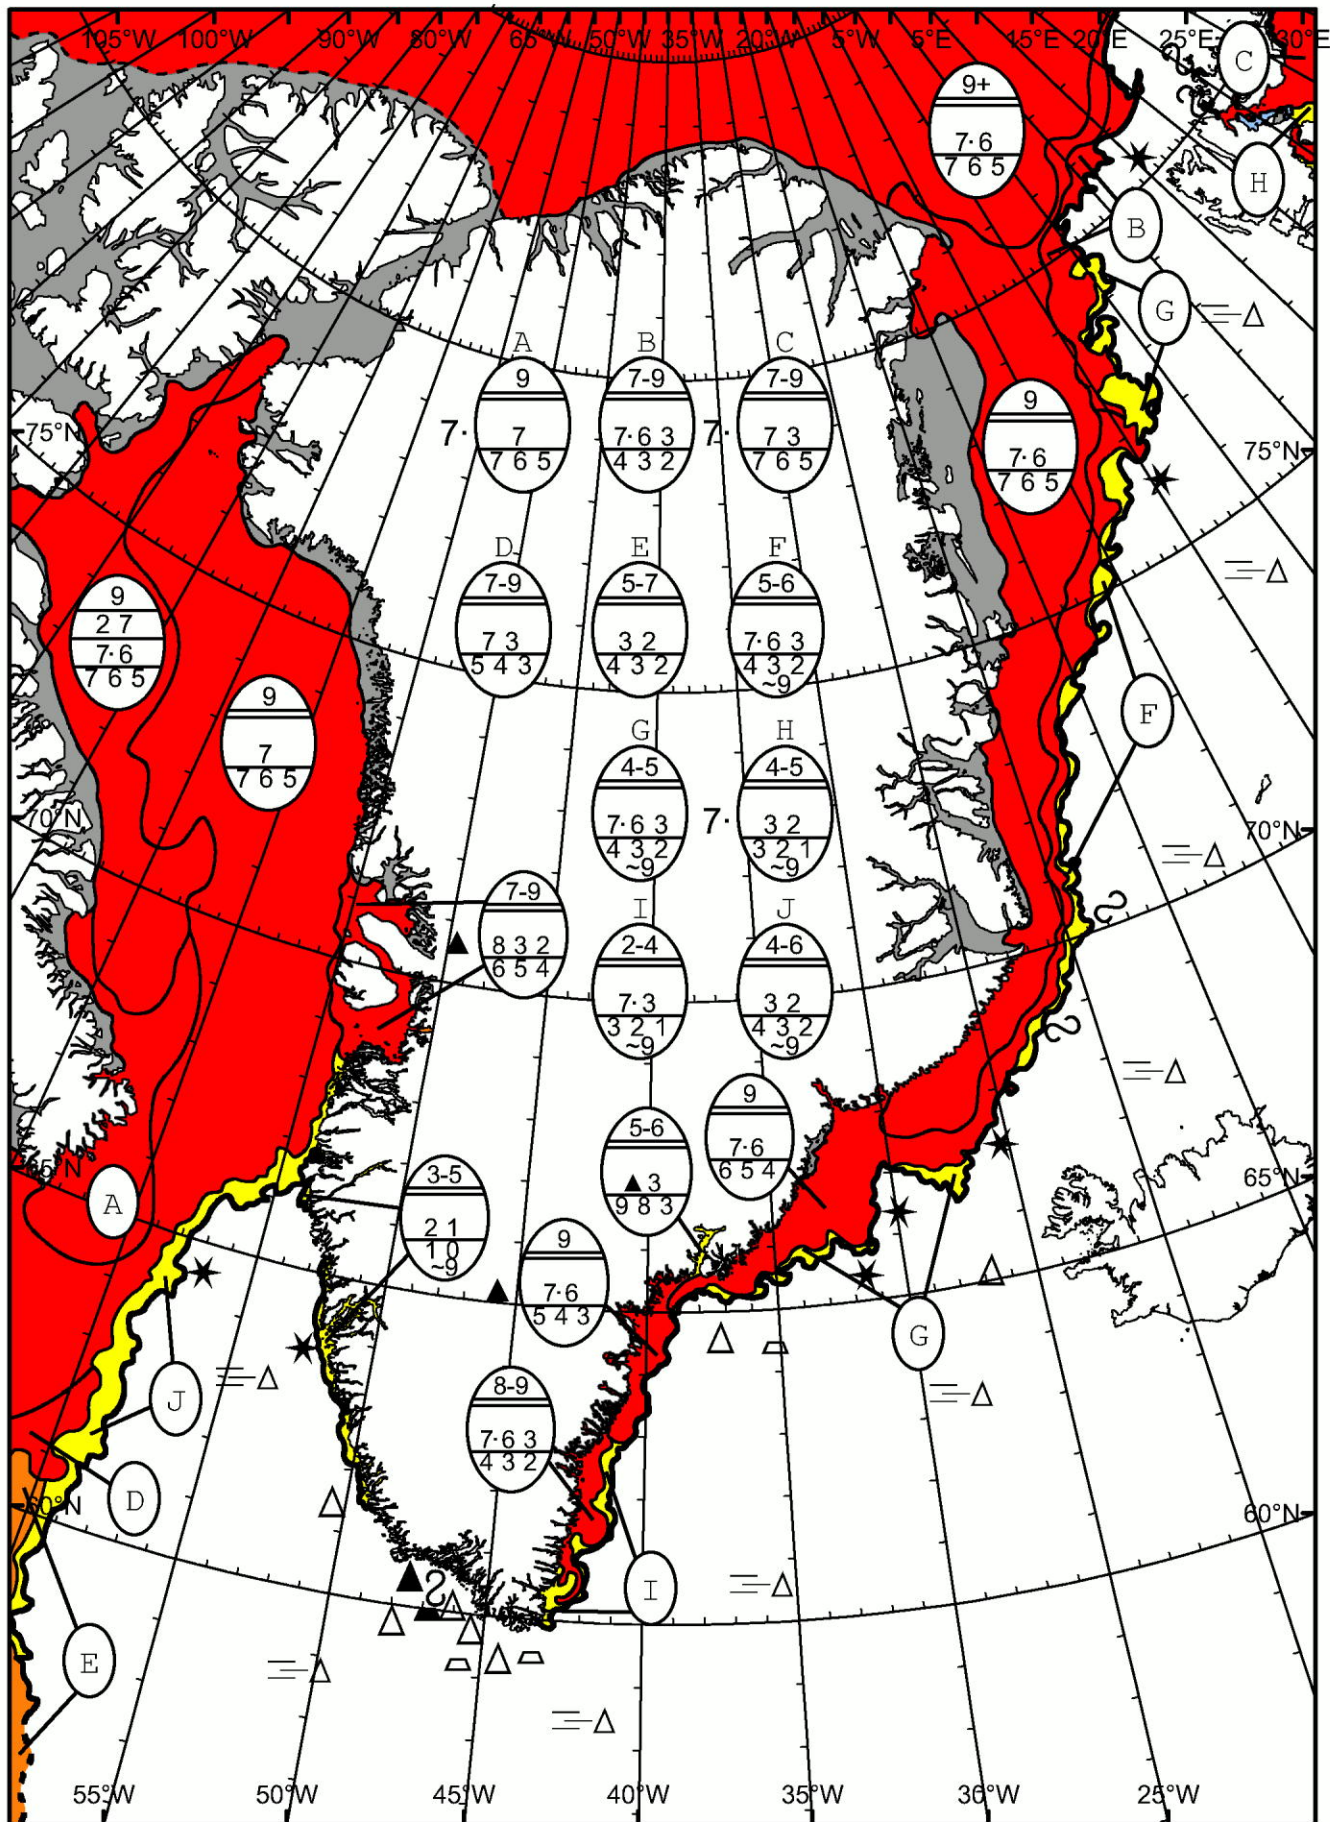 105°W 100°W 90°W 80°W 65°W 50°W 35°W 20°W 5°W 5°E 15°E 20°E 25°E 30°E
C
9+
7·6
7 6 5
H
B
G
A B C
9 7-9 7-9 9
7· 7 7·6 3 7· 7 3 7·6
7 6 5 4 3 2 7 6 5 7 6 5
75°N 75°N
D E F
7-9 5-7 5-6
7 3 3 2 7·6 3
5 4 3 4 3 2 4 3 2
~9
9
2 7
7·6
7 6 5
9
7
7 6 5
F
G H
4-5 4-5
7·6 3 7· 3 2
4 3 2 3 2 1
~9 ~9
70°N 70°N
7-9
8 3 2
6 5 4
I J
2-4 4-6
7·3 3 2
3 2 1 4 3 2
~9 ~9
9
7·6
6 5 4
5-6
▲3
9 8 3
65°N 65°N
A
3-5
2 1
1 0
~9
9
7·6
5 4 3
G
J
8-9
7·6 3
4 3 2
D
60°N 60°N
I
E
55°W 50°W 45°W 40°W 35°W 30°W 25°W